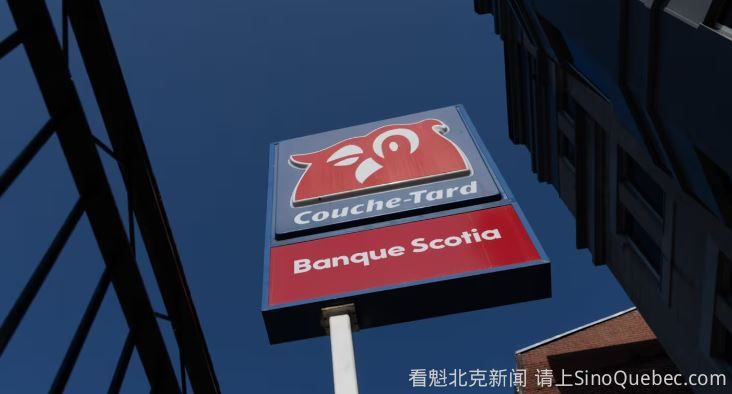 Couche-Tard
Banque Scotia
看魁北克新闻 请上SinoQuebec.com